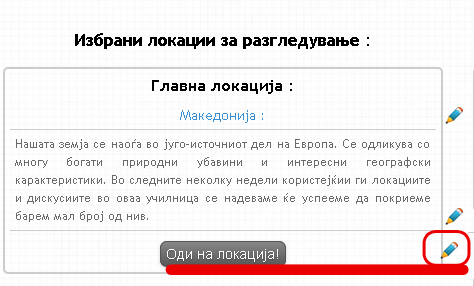 Избрани локации за разгледување :
Главна локација :
Македонија :
Нашата земја се наоѓа во југо-источниот дел на Европа. Се одликува со
многу богати природни убавини и интересни географски
карактеристики. Во следните неколку недели користејќии ги локациите
и дискусиите во оваа училница се надеваме ќе успееме да покриеме
барем мал број од нив.
Оди на локација!